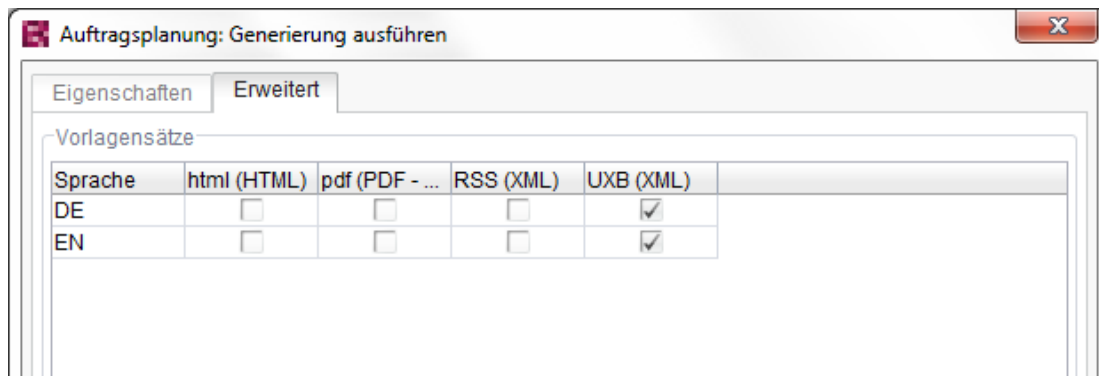 Auftragsplanung: Generierung ausführen
Eigenschaften Erweitert
Vorlagensätze
Sprache html (HTML) pdf (PDF - ... RSS (XML) UXB (XML)
DE
EN